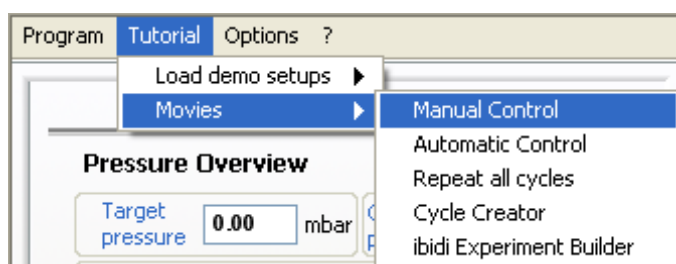 Program Tutorial Options ?
Load demo setups
Movies
Manual Control
Automatic Control
Repeat all cycles
Cycle Creator
ibidi Experiment Builder
Pressure Overview
Target
pressure 0.00 mbar